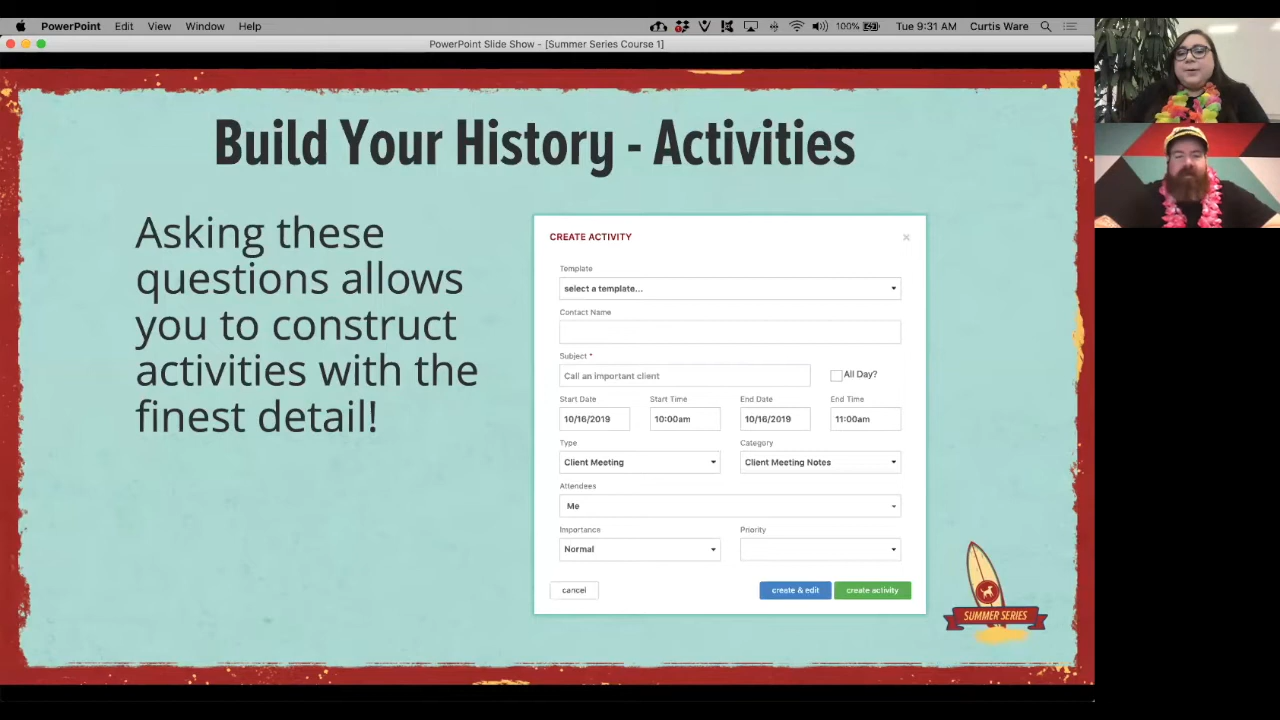 PowerPoint Edit View Window Help 100% Tue 9:31 AM Curtis Ware
PowerPoint Slide Show - [Summer Series Course 1]
Build Your History - Activities
Asking these
questions allows
you to construct
activities with the
finest detail!
CREATE ACTIVITY ×
Template
select a template...
Contact Name
Subject *
Call an important client All Day?
Start Date Start Time End Date End Time
10/16/2019 10:00am 10/16/2019 11:00am
Type Category
Client Meeting Client Meeting Notes
Attendees
Me
Importance Priority
Normal
cancel create & edit create activity
SUMMER SERIES